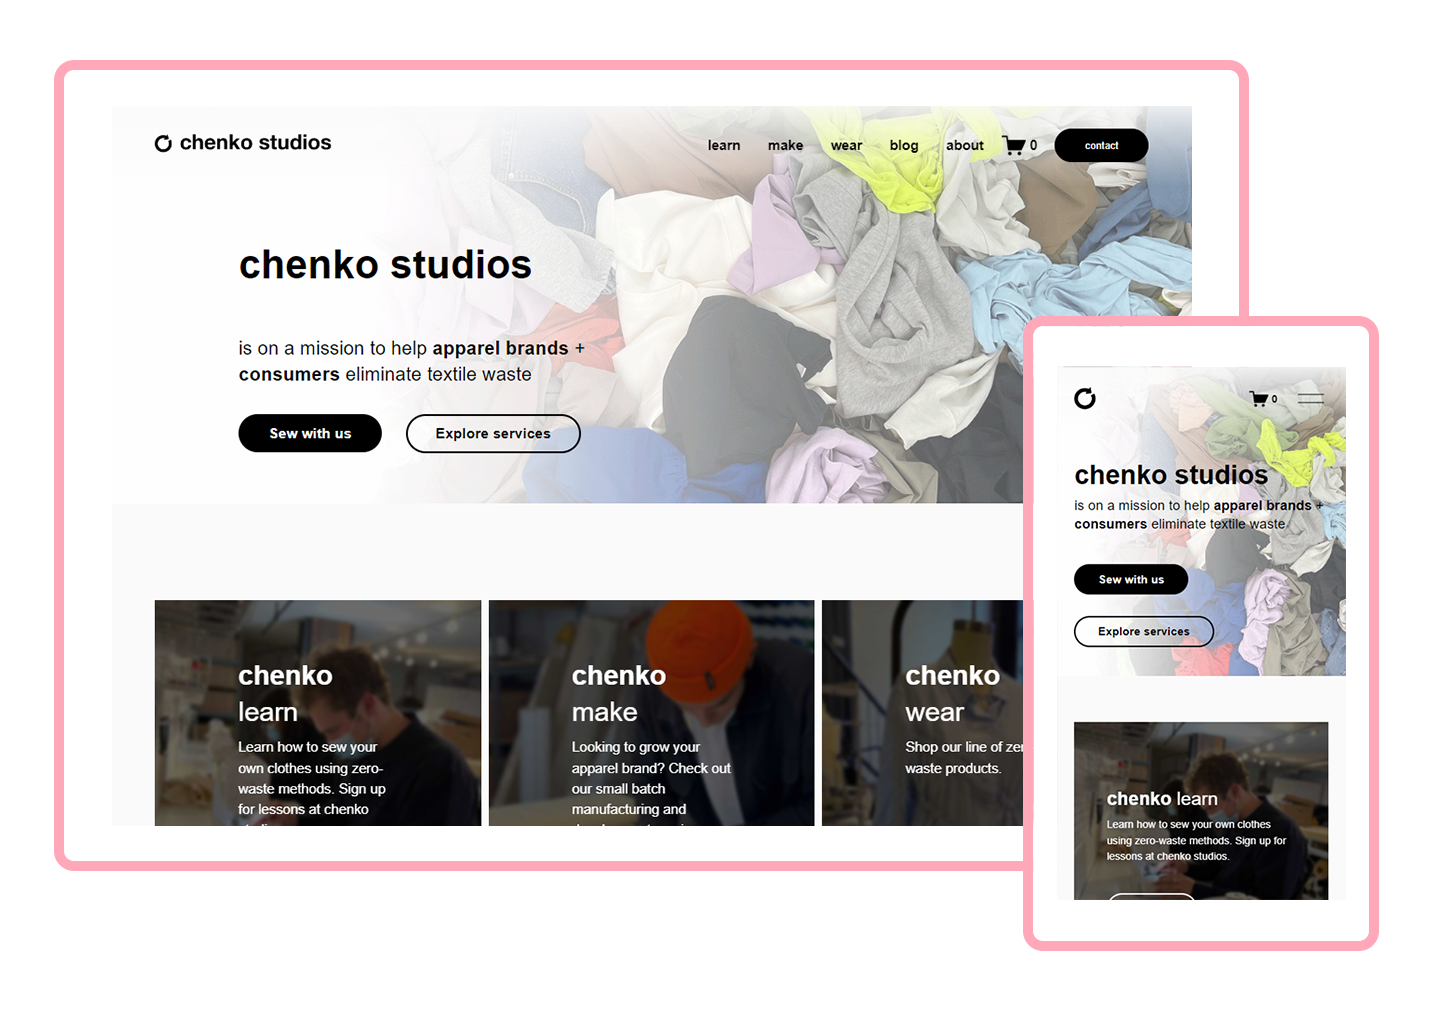 chenko studios
learn make wear blog about 0 contact
chenko studios
is on a mission to help apparel brands +
consumers eliminate textile waste
Sew with us Explore services
chenko
learn
Learn how to sew your
own clothes using zero-
waste methods. Sign up
for lessons at chenko
chenko
make
Looking to grow your
apparel brand? Check out
our small batch
manufacturing and
chenko
wear
Shop our line of
waste products.
0
chenko studios
is on a mission to help apparel brands +
consumers eliminate textile waste
Sew with us
Explore services
chenko learn
Learn how to sew your own clothes
using zero-waste methods. Sign up for
lessons at chenko studios.